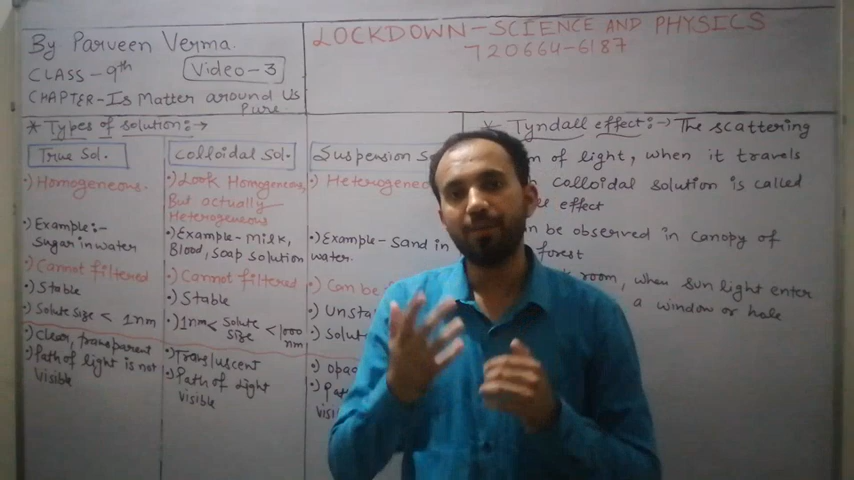 By Parveen Verma.
CLASS-9th
Video-3
CHAPTER-Is Matter around Us
Pure
LOCKDOWN-SCIENCE AND PHYSICS
720664-6187
* Types of solution:->
True Sol.
•) Homogeneous.
•) Example:-
Sugar in water
•) Cannot filtered
•) Stable
•) Solute size < 1nm
•) Clear, transparent
•) Path of light is not
visible
Colloidal Sol.
•) Look Homogeneous,
But actually
Heterogeneous
•) Example-Milk,
Blood, soap solution
•) Cannot filtered
•) Stable
•) 1nm < Solute size < 1000
nm
•) Translucent
•) Path of Light
visible
Suspension S
•) Heterogeneo
•) Example-Sand in
water.
•) Can be
•) Unsta
•) Solut
•) opa
•) Pat
visi
* Tyndall effect:-> The scattering
of light, when it travels
colloidal solution is called
effect
be observed in canopy of
forest
room, when sun light enter
a window or hole